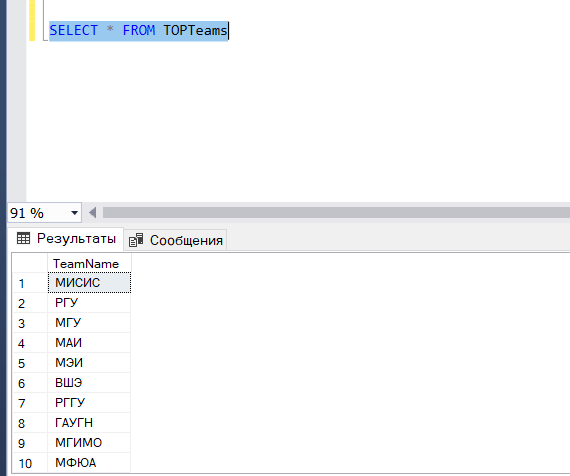 SELECT * FROM TOPTeams
91 %
Результаты Сообщения
TeamName
1 МИСИС
2 РГУ
3 МГУ
4 МАИ
5 МЭИ
6 ВШЭ
7 РГГУ
8 ГАУГН
9 МГИМО
10 МФЮА